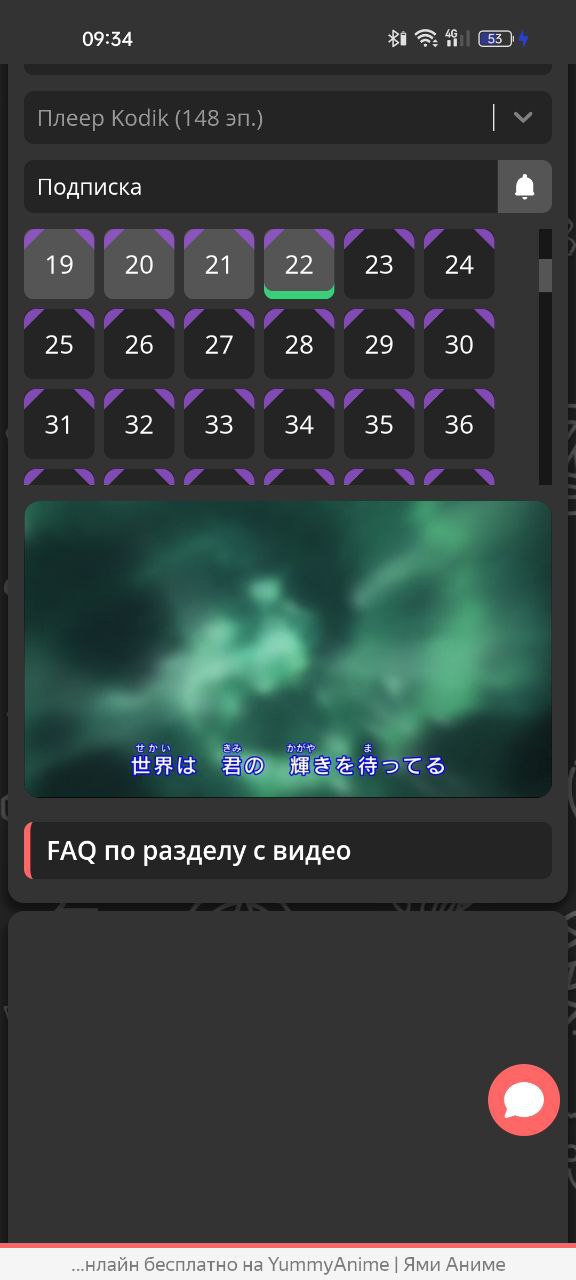 09:34
4G
53
Плеер Kodik (148 эп.)
Подписка
19 20 21 22 23 24
25 26 27 28 29 30
31 32 33 34 35 36
せかい きみ かがや ま
世界は 君の 輝きを待ってる
FAQ по разделу с видео
...нлайн бесплатно на YummyAnime | Ями Аниме